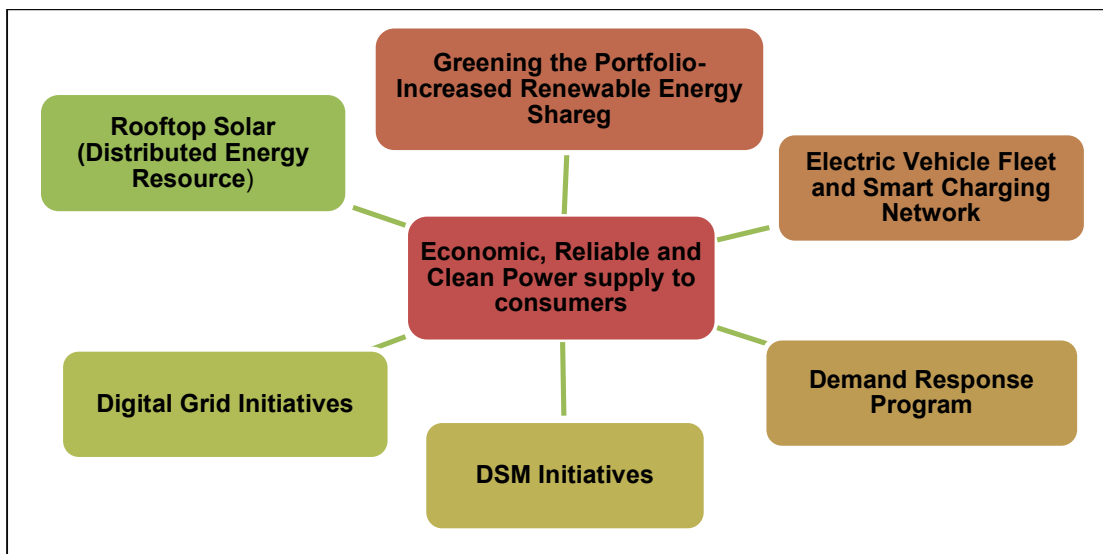 Greening the Portfolio-
Increased Renewable Energy
Shareg
Rooftop Solar
(Distributed Energy
Resource)
Electric Vehicle Fleet
and Smart Charging
Network
Economic, Reliable and
Clean Power supply to
consumers
Digital Grid Initiatives
Demand Response
Program
DSM Initiatives